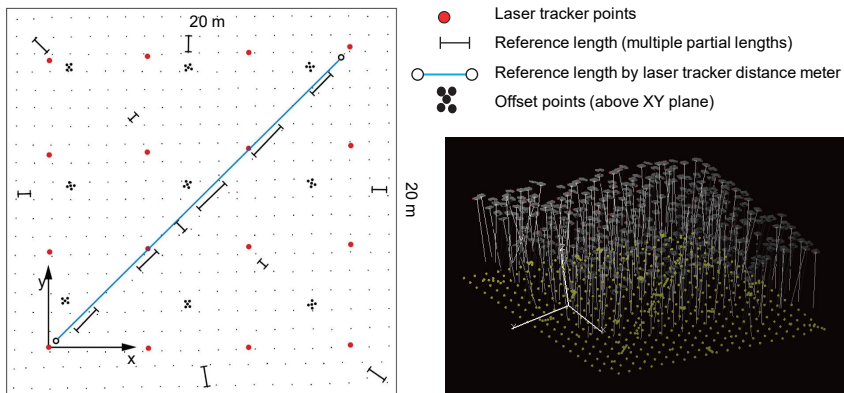 20 m
20 m
y
x
Laser tracker points
Reference length (multiple partial lengths)
Reference length by laser tracker distance meter
Offset points (above XY plane)